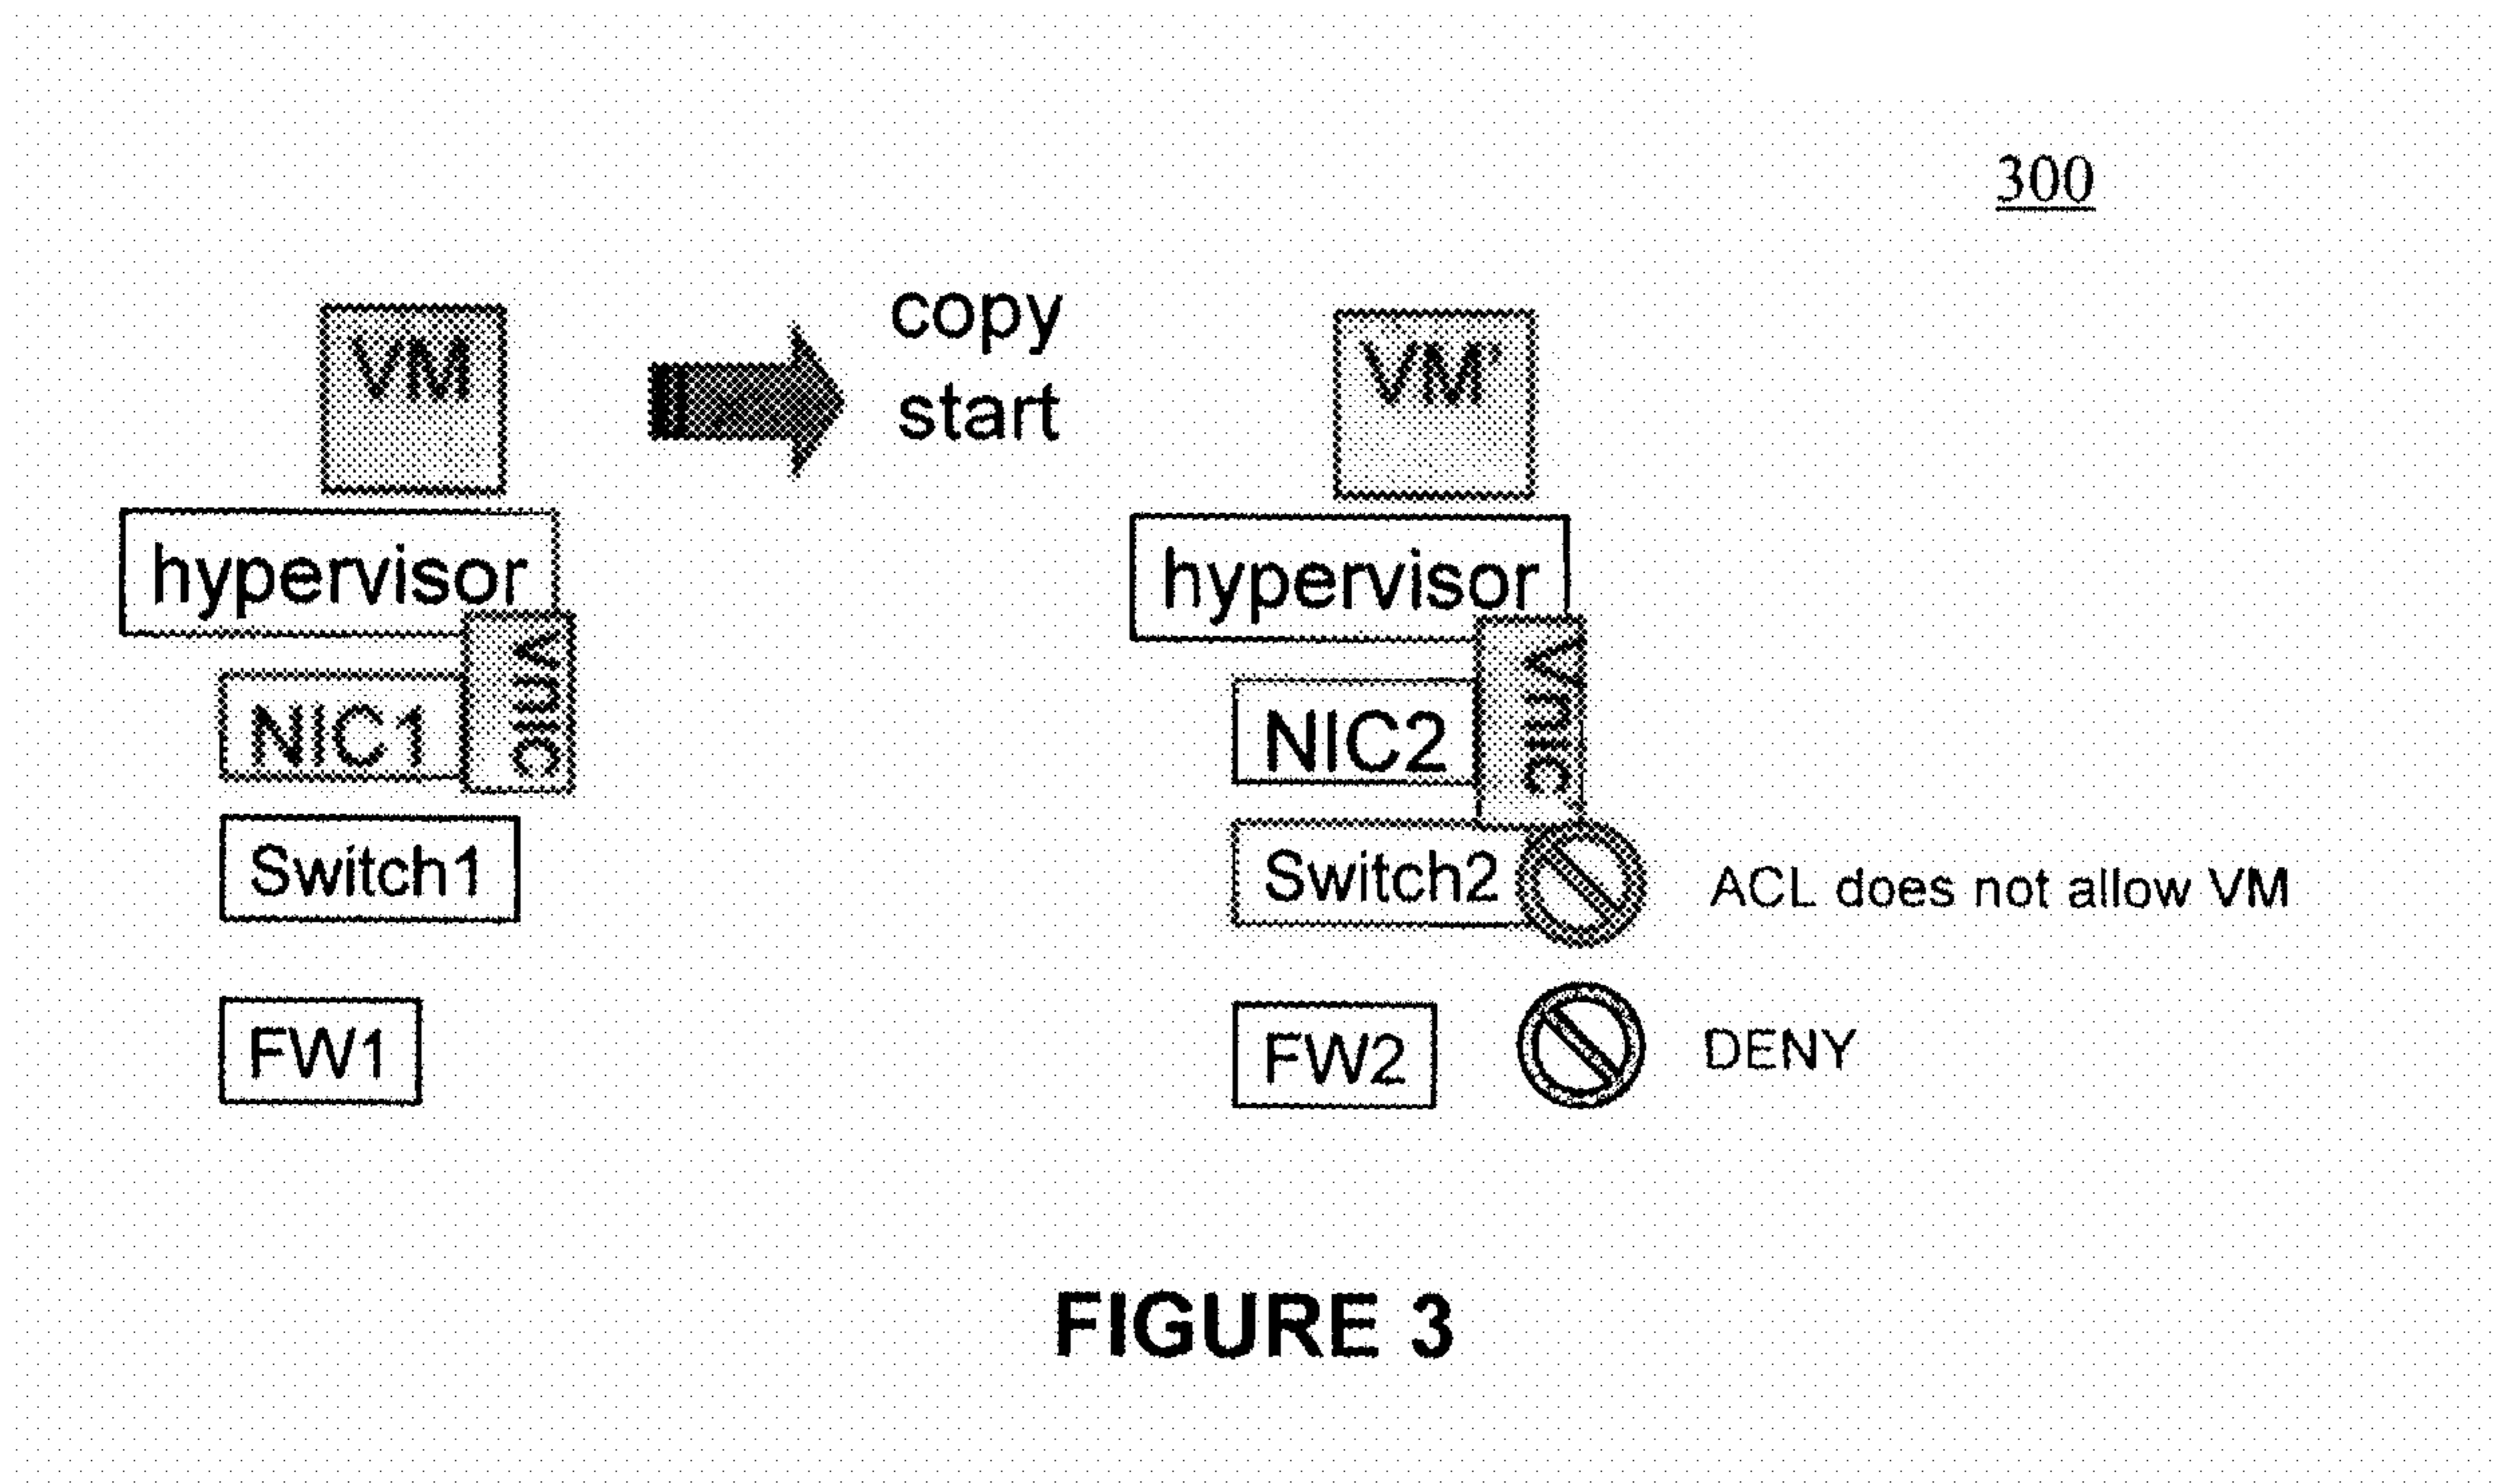 300
copy
start
VM
VM'
hypervisor
hypervisor
Vnic
Vnic'
NIC1
NIC2
Switch1
Switch2
ACL does not allow VM
FW1
FW2
DENY
FIGURE 3